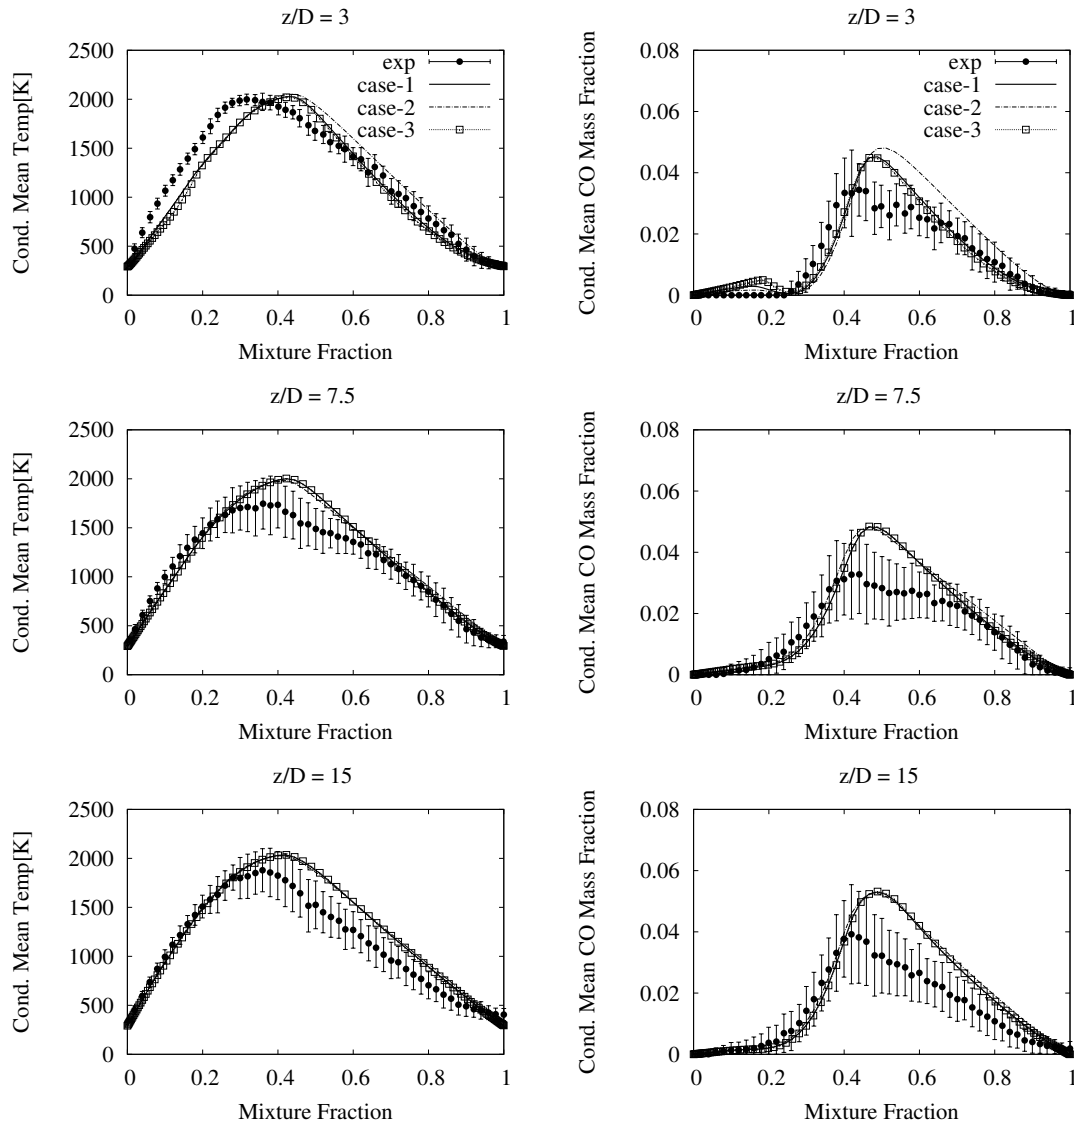 z/D = 3
Cond. Mean Temp[K]
2500
2000
1500
1000
500
0
exp
case-1
case-2
case-3
0 0.2 0.4 0.6 0.8 1
Mixture Fraction
z/D = 3
Cond. Mean CO Mass Fraction
0.08
0.06
0.04
0.02
0
exp
case-1
case-2
case-3
0 0.2 0.4 0.6 0.8 1
Mixture Fraction
z/D = 7.5
Cond. Mean Temp[K]
2500
2000
1500
1000
500
0
0 0.2 0.4 0.6 0.8 1
Mixture Fraction
z/D = 7.5
Cond. Mean CO Mass Fraction
0.08
0.06
0.04
0.02
0
0 0.2 0.4 0.6 0.8 1
Mixture Fraction
z/D = 15
Cond. Mean Temp[K]
2500
2000
1500
1000
500
0
0 0.2 0.4 0.6 0.8 1
Mixture Fraction
z/D = 15
Cond. Mean CO Mass Fraction
0.08
0.06
0.04
0.02
0
0 0.2 0.4 0.6 0.8 1
Mixture Fraction